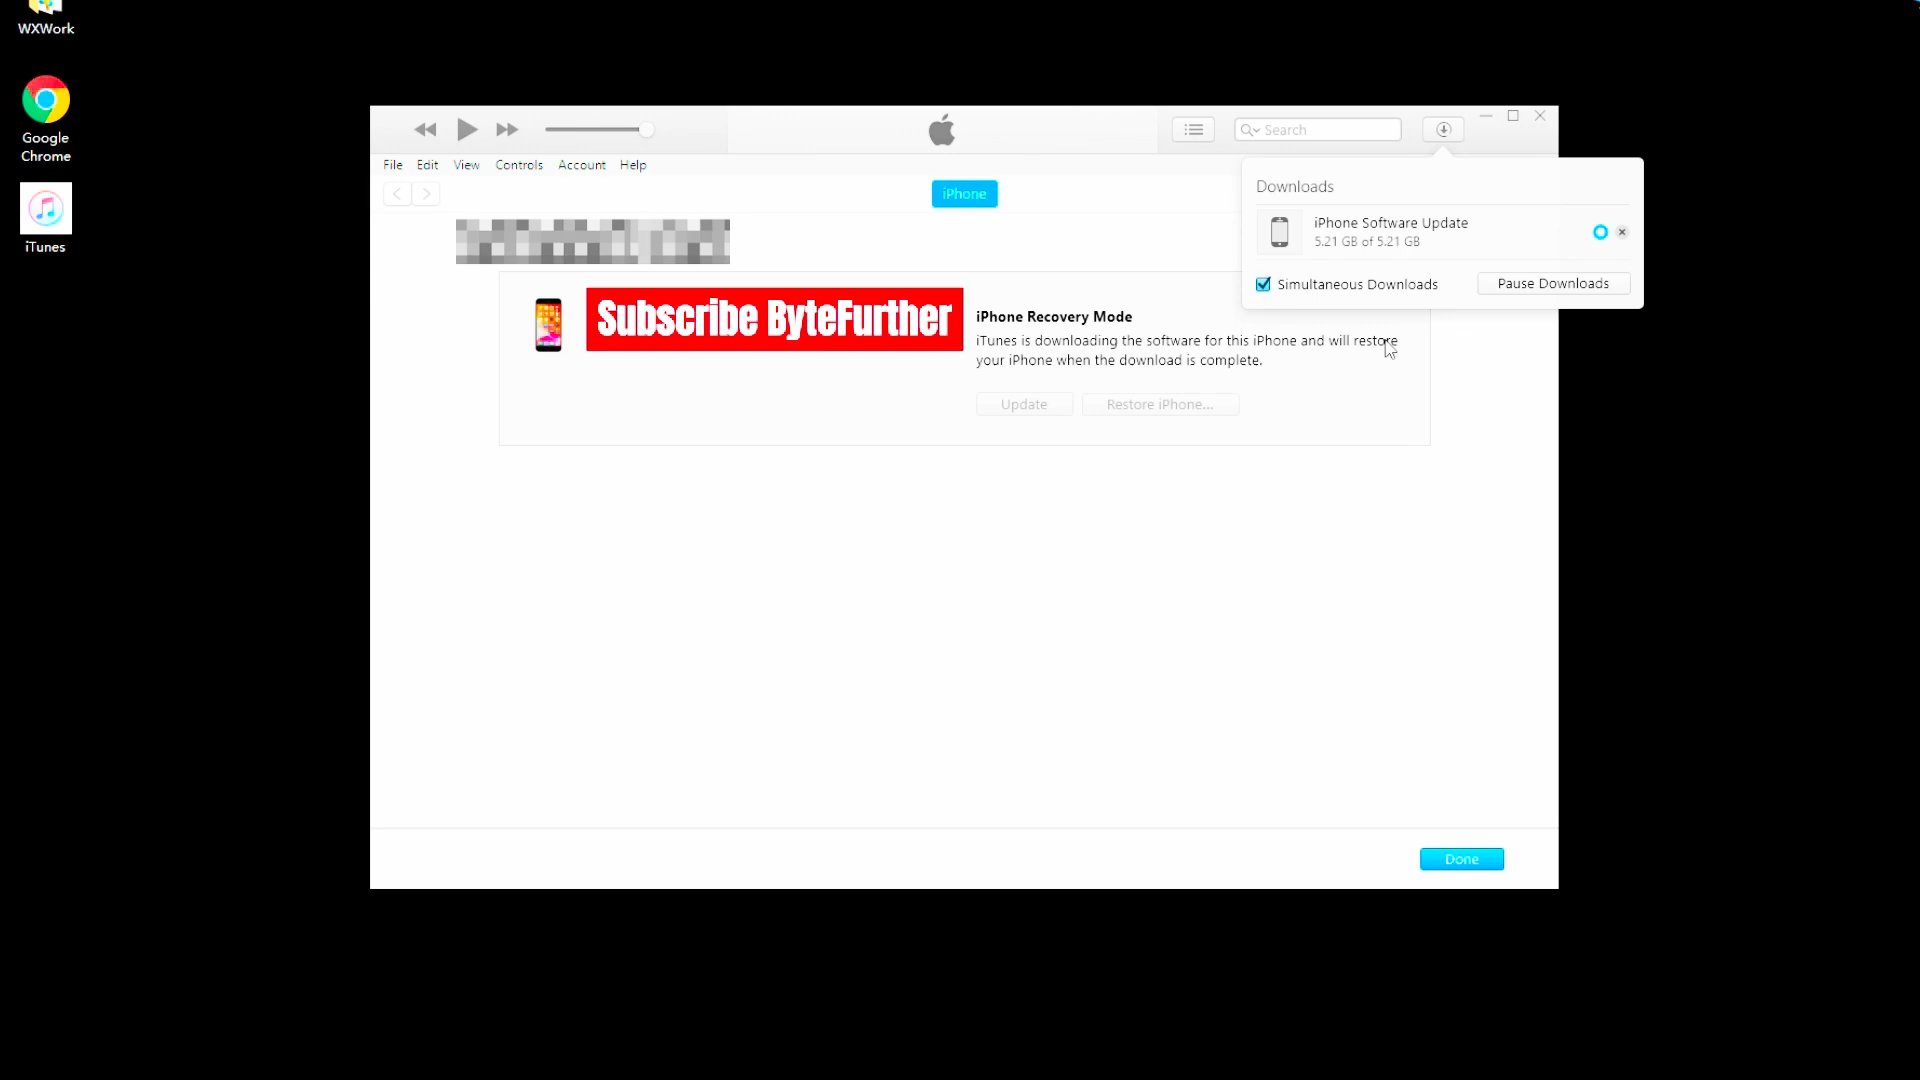 WXWork
Google
Chrome
iTunes
Search
File Edit View Controls Account Help
iPhone
Downloads
iPhone Software Update
5.21 GB of 5.21 GB
Simultaneous Downloads
Pause Downloads
Subscribe ByteFurther
iPhone Recovery Mode
iTunes is downloading the software for this iPhone and will restore
your iPhone when the download is complete.
Update Restore iPhone...
Done